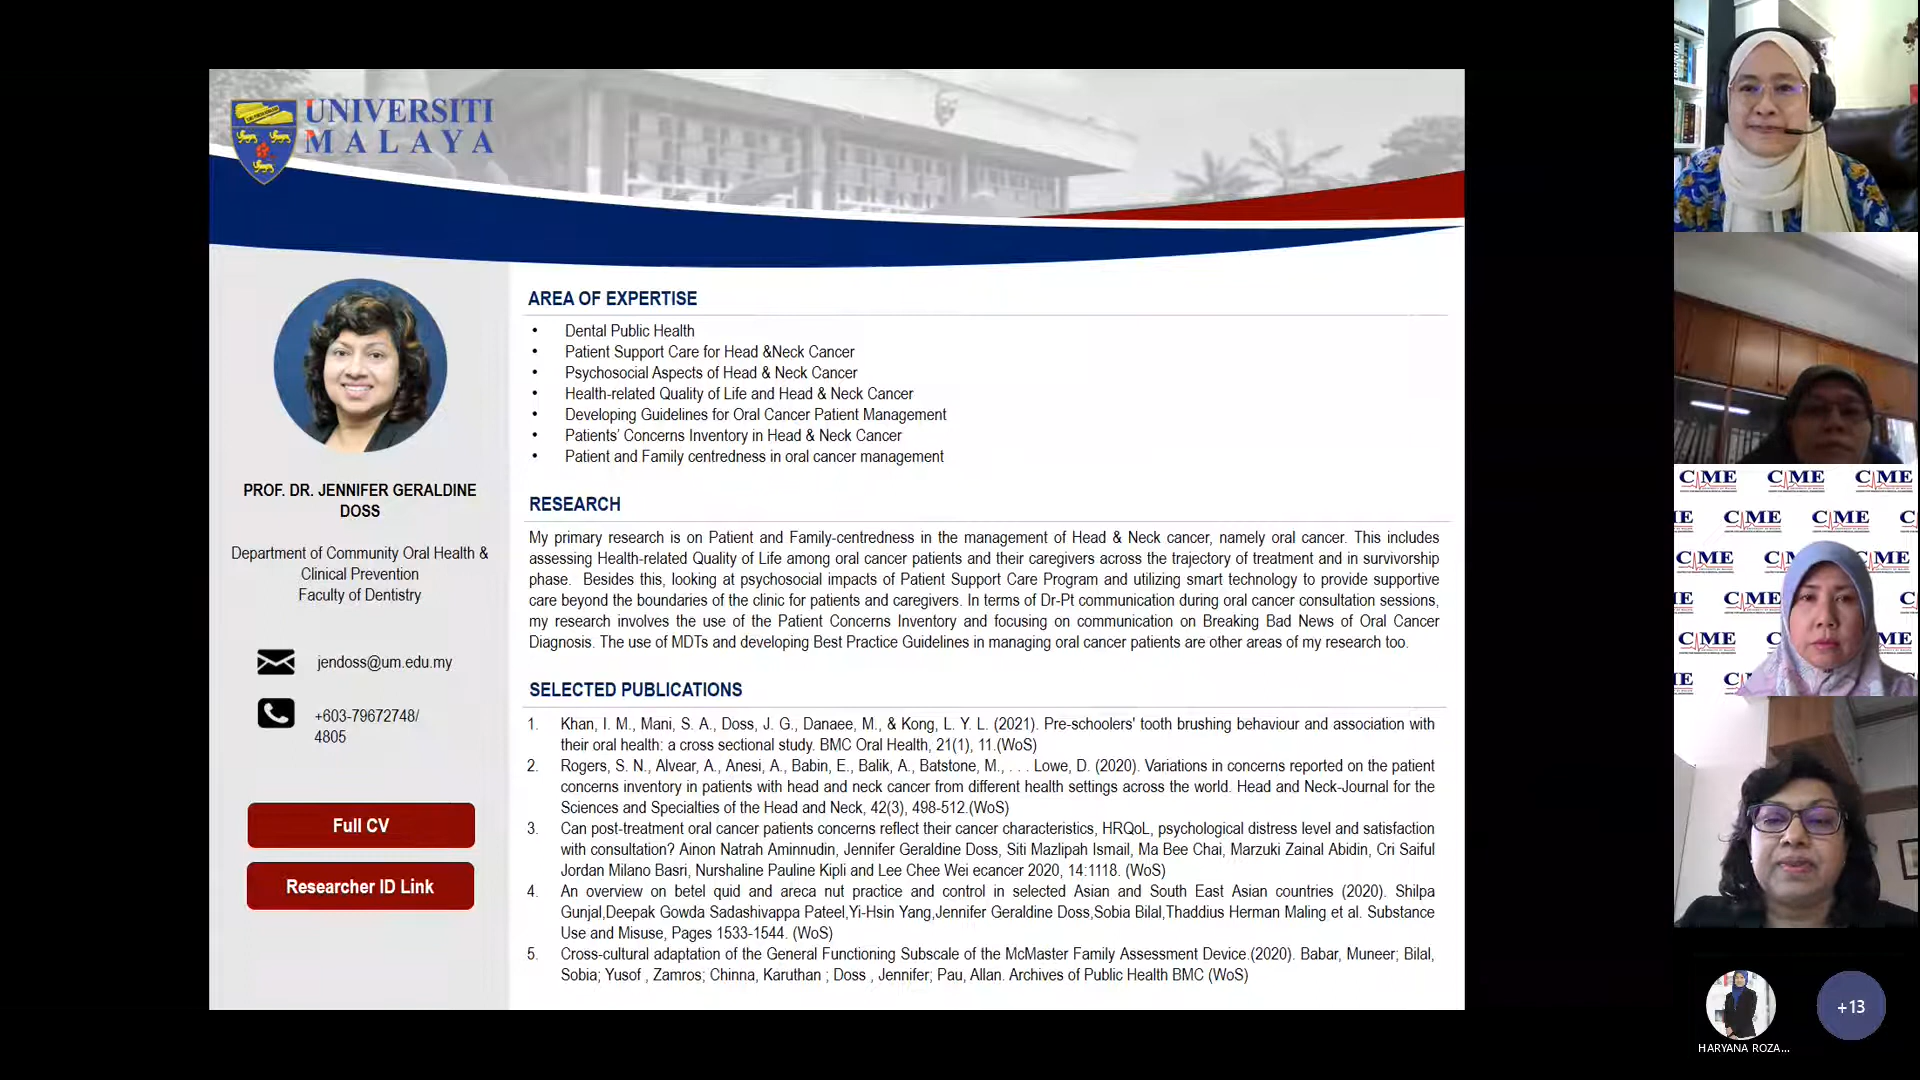 UNIVERSITI
MALAYA
PROF. DR. JENNIFER GERALDINE
DOSS
Department of Community Oral Health &
Clinical Prevention
Faculty of Dentistry
jendoss@um.edu.my
+603-79672748/
4805
Full CV
Researcher ID Link
AREA OF EXPERTISE
• Dental Public Health
• Patient Support Care for Head &Neck Cancer
• Psychosocial Aspects of Head & Neck Cancer
• Health-related Quality of Life and Head & Neck Cancer
• Developing Guidelines for Oral Cancer Patient Management
• Patients' Concerns Inventory in Head & Neck Cancer
• Patient and Family centredness in oral cancer management
RESEARCH
My primary research is on Patient and Family-centredness in the management of Head & Neck cancer, namely oral cancer. This includes
assessing Health-related Quality of Life among oral cancer patients and their caregivers across the trajectory of treatment and in survivorship
phase. Besides this, looking at psychosocial impacts of Patient Support Care Program and utilizing smart technology to provide supportive
care beyond the boundaries of the clinic for patients and caregivers. In terms of Dr-Pt communication during oral cancer consultation sessions,
my research involves the use of the Patient Concerns Inventory and focusing on communication on Breaking Bad News of Oral Cancer
Diagnosis. The use of MDTs and developing Best Practice Guidelines in managing oral cancer patients are other areas of my research too.
SELECTED PUBLICATIONS
1. Khan, I. M., Mani, S. A., Doss, J. G., Danaee, M., & Kong, L. Y. L. (2021). Pre-schoolers' tooth brushing behaviour and association with
their oral health: a cross sectional study. BMC Oral Health, 21(1), 11.(WoS)
2. Rogers, S. N., Alvear, A., Anesi, A., Babin, E., Balik, A., Batstone, M., . . . Lowe, D. (2020). Variations in concerns reported on the patient
concerns inventory in patients with head and neck cancer from different health settings across the world. Head and Neck-Journal for the
Sciences and Specialties of the Head and Neck, 42(3), 498-512.(WoS)
3. Can post-treatment oral cancer patients concerns reflect their cancer characteristics, HRQoL, psychological distress level and satisfaction
with consultation? Ainon Natrah Aminnudin, Jennifer Geraldine Doss, Siti Mazlipah Ismail, Ma Bee Chai, Marzuki Zainal Abidin, Cri Saiful
Jordan Milano Basri, Nurshaline Pauline Kipli and Lee Chee Wei ecancer 2020, 14:1118. (WoS)
4. An overview on betel quid and areca nut practice and control in selected Asian and South East Asian countries (2020). Shilpa
Gunjal,Deepak Gowda Sadashivappa Pateel,Yi-Hsin Yang,Jennifer Geraldine Doss,Sobia Bilal,Thaddius Herman Maling et al. Substance
Use and Misuse, Pages 1533-1544. (WoS)
5. Cross-cultural adaptation of the General Functioning Subscale of the McMaster Family Assessment Device.(2020). Babar, Muneer; Bilal,
Sobia; Yusof , Zamros; Chinna, Karuthan ; Doss , Jennifer; Pau, Allan. Archives of Public Health BMC (WoS)
CME CME CME
CME CME
CME
CME
CME
HARYANA ROZA...
+13